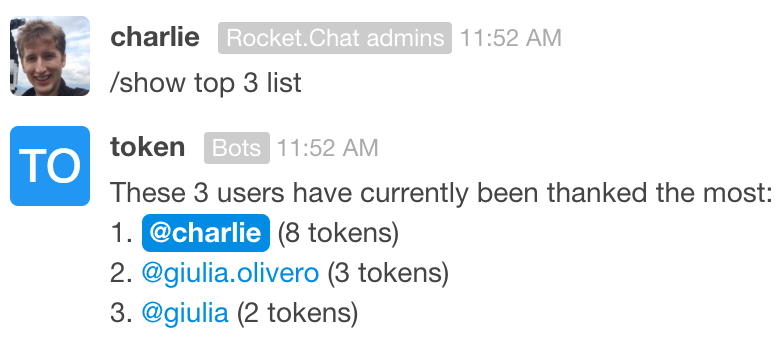 charlie Rocket.Chat admins 11:52 AM
/show top 3 list
TO
token Bots 11:52 AM
These 3 users have currently been thanked the most:
1. @charlie (8 tokens)
2. @giulia.olivero (3 tokens)
3. @giulia (2 tokens)